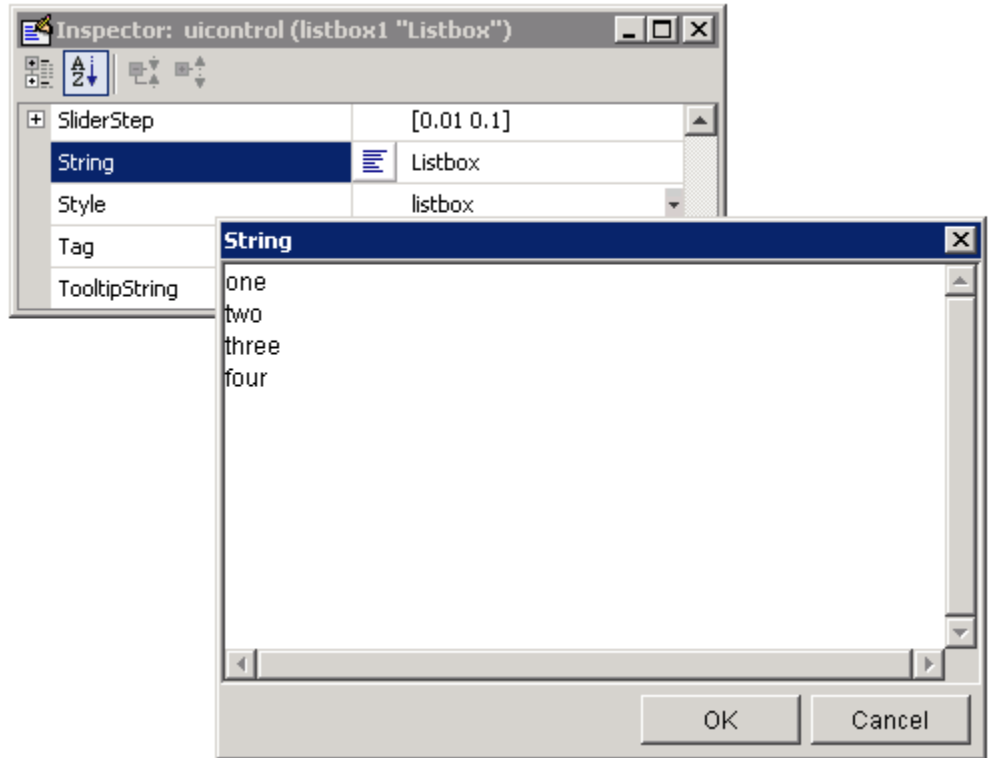 Inspector: uicontrol (listbox1 "Listbox")
SliderStep [0.01 0.1]
String Listbox
Style listbox
Tag
TooltipString
String
one
two
three
four
OK Cancel